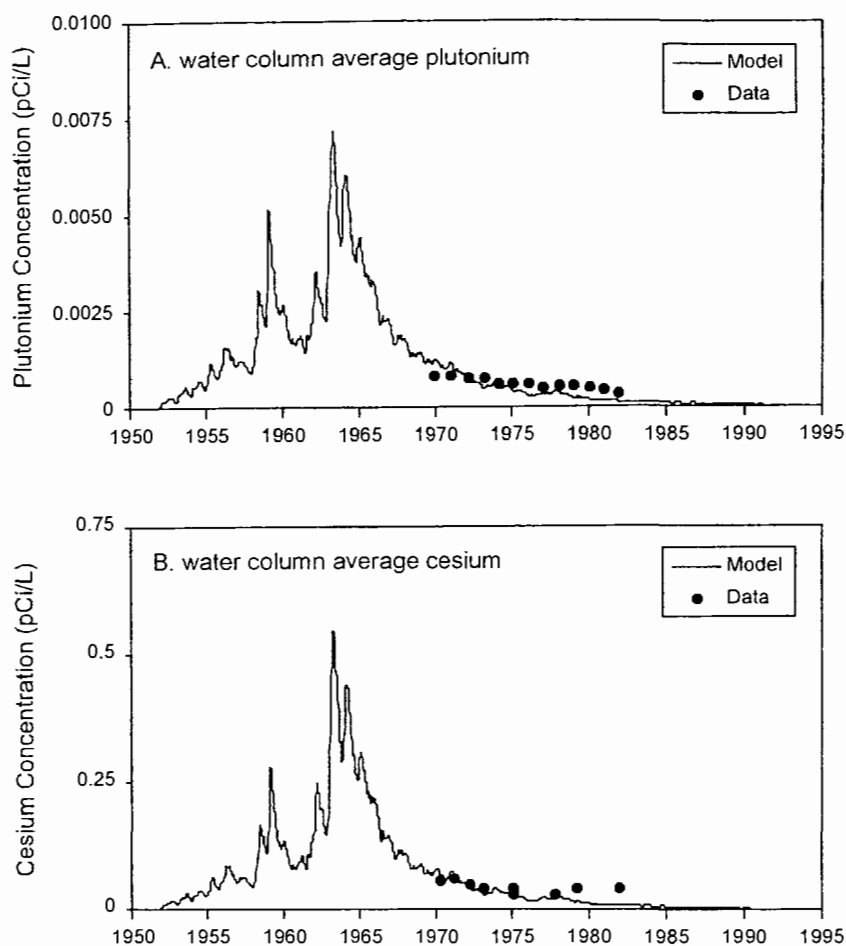 0.0100
A. water column average plutonium
Model
Data
0.0075
0.0050
0.0025
0
Plutonium Concentration (pCi/L)
1950 1955 1960 1965 1970 1975 1980 1985 1990 1995
0.75
B. water column average cesium
Model
Data
0.5
0.25
0
Cesium Concentration (pCi/L)
1950 1955 1960 1965 1970 1975 1980 1985 1990 1995